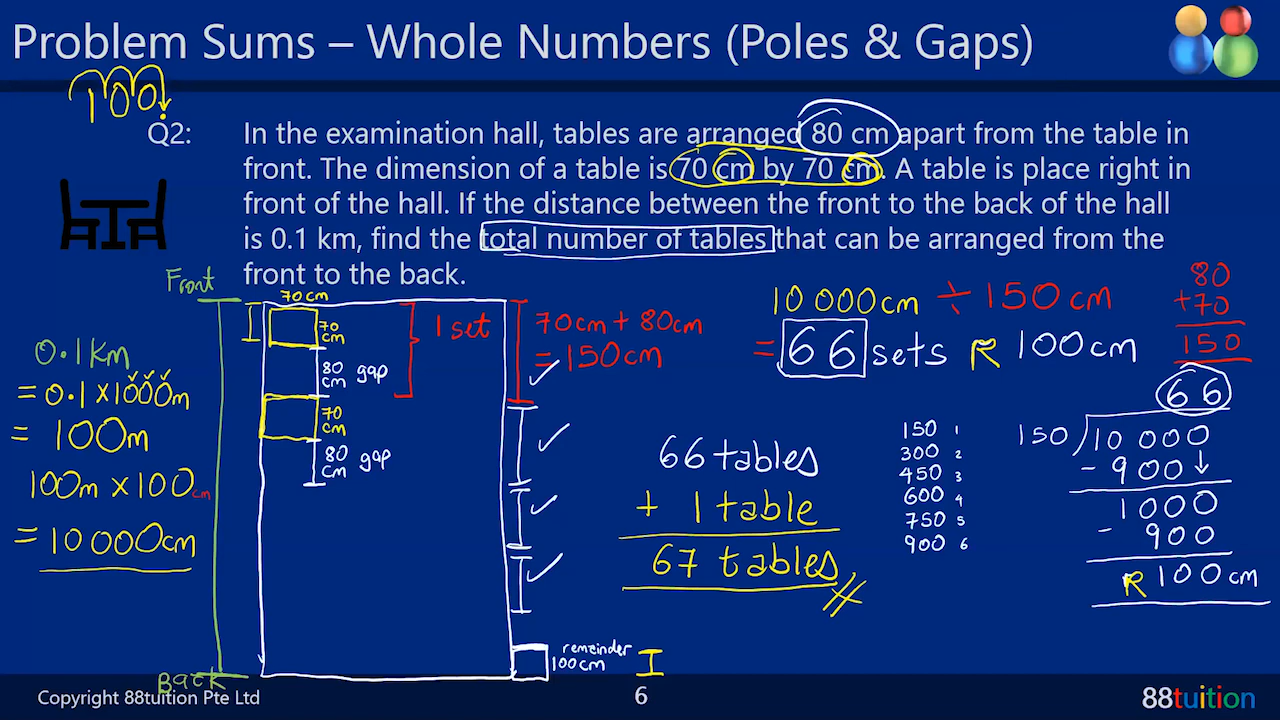 Problem Sums – Whole Numbers (Poles & Gaps)
100.
Q2:
In the examination hall, tables are arranged 80 cm apart from the table in
front. The dimension of a table is 70 cm by 70 cm. A table is place right in
front of the hall. If the distance between the front to the back of the hall
is 0.1 km, find the total number of tables that can be arranged from the
front to the back.
Front
0.1 Km
= 0.1 × 1000m
= 100m
100m × 100cm
= 10 000cm
Back
70 cm
70 cm
80 cm gap
70 cm
80 cm gap
1 set
70cm + 80cm
= 150cm
remainder
100cm
10 000cm ÷ 150cm
= 66 sets R 100cm
66 tables
+ 1 table
67 tables
80
+70
150
150 1
300 2
450 3
600 4
750 5
900 6
66
150 10 000
- 900
1000
- 900
R 100cm
Copyright 88tuition Pte Ltd
6
88tuition